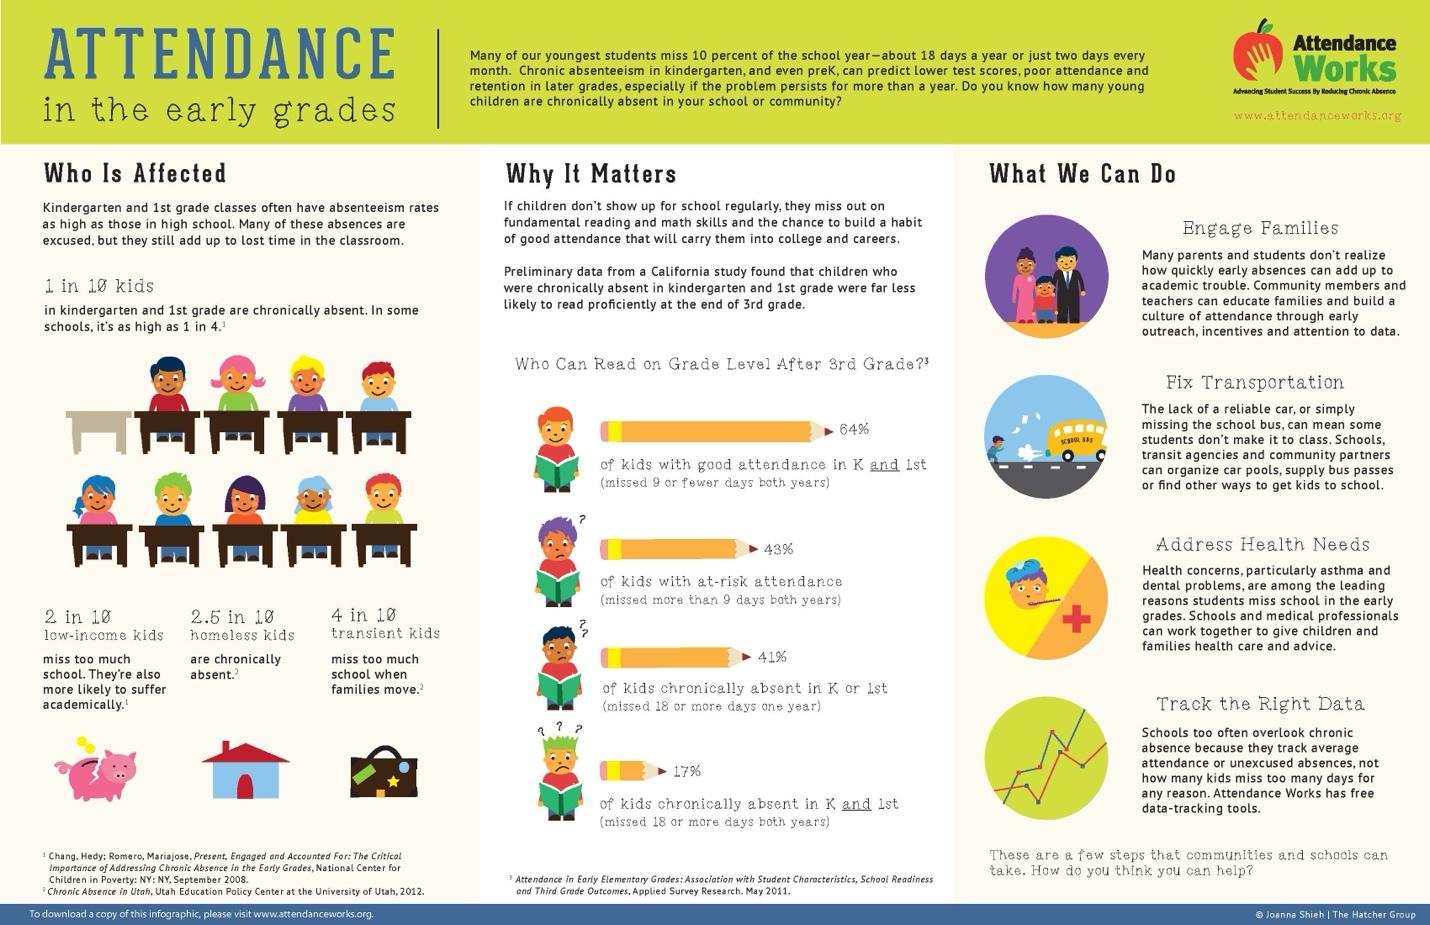 ATTENDANCE
in the early grades
Many of our youngest students miss 10 percent of the school year—about 18 days a year or just two days every
month.  Chronic absenteeism in kindergarten, and even preK, can predict lower test scores, poor attendance and
retention in later grades, especially if the problem persists for more than a year. Do you know how many young
children are chronically absent in your school or community?
Attendance
Works
Advancing Student Success By Reducing Chronic Absence
www.attendanceworks.org
Who Is Affected
Kindergarten and 1st grade classes often have absenteeism rates
as high as those in high school. Many of these absences are
excused, but they still add up to lost time in the classroom.
1 in 10 kids
in kindergarten and 1st grade are chronically absent. In some
schools, it's as high as 1 in 4.¹
2 in 10
low-income kids
miss too much
school. They're also
more likely to suffer
academically.¹
2.5 in 10
homeless kids
are chronically
absent.²
4 in 10
transient kids
miss too much
school when
families move.²
¹ Chang, Hedy; Romero, Mariajose, Present, Engaged and Accounted For: The Critical
Importance of Addressing Chronic Absence in the Early Grades, National Center for
Children in Poverty: NY: NY, September 2008.
² Chronic Absence in Utah, Utah Education Policy Center at the University of Utah, 2012.
Why It Matters
If children don't show up for school regularly, they miss out on
fundamental reading and math skills and the chance to build a habit
of good attendance that will carry them into college and careers.
Preliminary data from a California study found that children who
were chronically absent in kindergarten and 1st grade were far less
likely to read proficiently at the end of 3rd grade.
Who Can Read on Grade Level After 3rd Grade?³
64%
of kids with good attendance in K and 1st
(missed 9 or fewer days both years)
?
43%
of kids with at-risk attendance
(missed more than 9 days both years)
? ?
41%
of kids chronically absent in K or 1st
(missed 18 or more days one year)
? ? ?
17%
of kids chronically absent in K and 1st
(missed 18 or more days both years)
³ Attendance in Early Elementary Grades: Association with Student Characteristics, School Readiness
and Third Grade Outcomes, Applied Survey Research. May 2011.
What We Can Do
Engage Families
Many parents and students don't realize
how quickly early absences can add up to
academic trouble. Community members and
teachers can educate families and build a
culture of attendance through early
outreach, incentives and attention to data.
SCHOOL BUS
Fix Transportation
The lack of a reliable car, or simply
missing the school bus, can mean some
students don't make it to class. Schools,
transit agencies and community partners
can organize car pools, supply bus passes
or find other ways to get kids to school.
Address Health Needs
Health concerns, particularly asthma and
dental problems, are among the leading
reasons students miss school in the early
grades. Schools and medical professionals
can work together to give children and
families health care and advice.
Track the Right Data
Schools too often overlook chronic
absence because they track average
attendance or unexcused absences, not
how many kids miss too many days for
any reason. Attendance Works has free
data-tracking tools.
These are a few steps that communities and schools can
take. How do you think you can help?
To download a copy of this infographic, please visit www.attendanceworks.org.
© Joanna Shieh | The Hatcher Group